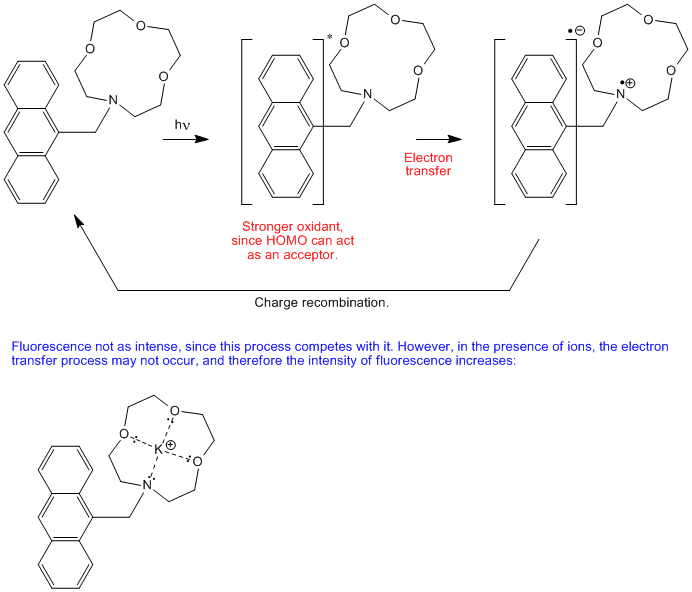 O
O
O
N
hν
*
O
O
O
N
Electron
transfer
•⊖
O
O
O
•⊕
N
Stronger oxidant,
since HOMO can act
as an acceptor.
Charge recombination.
Fluorescence not as intense, since this process competes with it. However, in the presence of ions, the electron
transfer process may not occur, and therefore the intensity of fluorescence increases:
O
O
K⊕
O
N